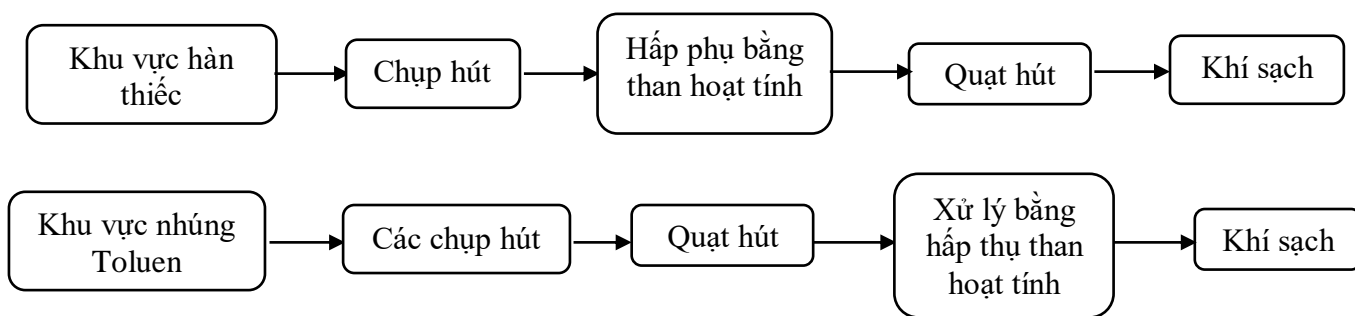 Khu vực hàn
thiếc
Chụp hút
Hấp phụ bằng
than hoạt tính
Quạt hút
Khí sạch
Khu vực nhúng
Toluen
Các chụp hút
Quạt hút
Xử lý bằng
hấp thụ than
hoạt tính
Khí sạch